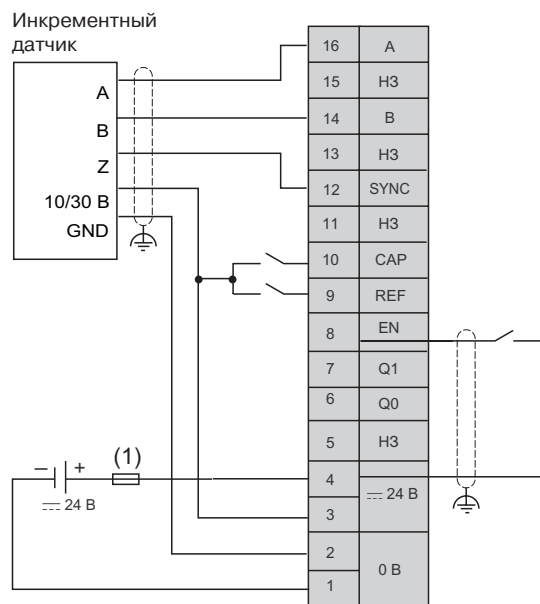 Инкрементный
датчик
A
B
Z
10/30 В
GND
16 A
15 НЗ
14 B
13 НЗ
12 SYNC
11 НЗ
10 CAP
9 REF
8 EN
7 Q1
6 Q0
5 НЗ
4
24 В
3
2
0 В
1
– +
(1)
24 В